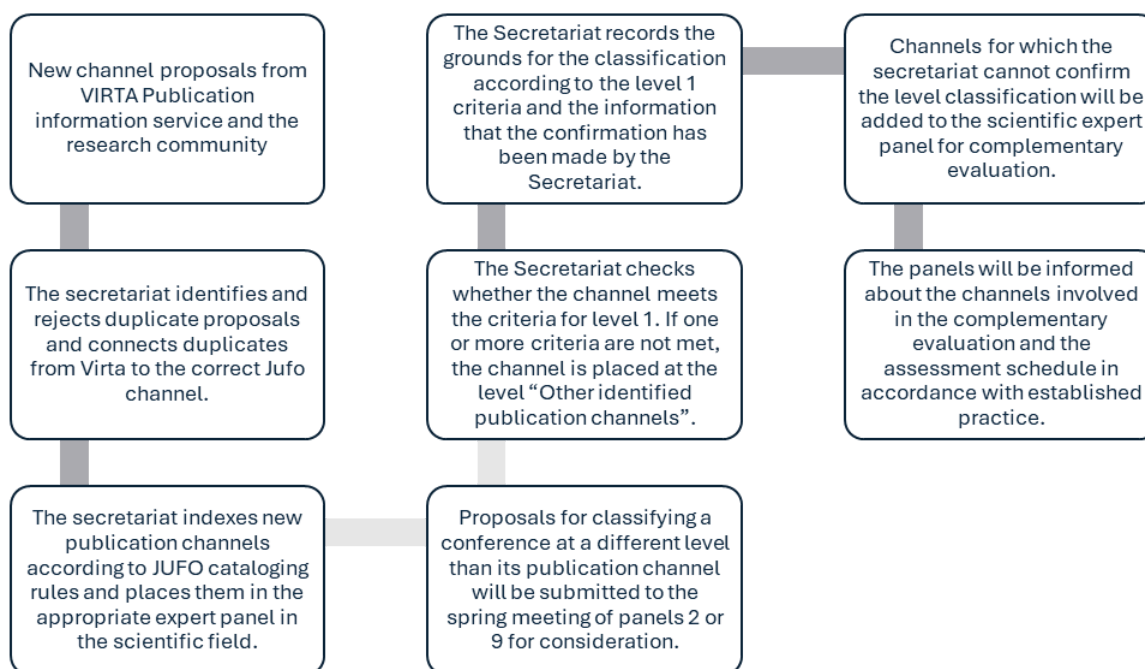 New channel proposals from
VIRTA Publication
information service and the
research community
The secretariat identifies and
rejects duplicate proposals
and connects duplicates
from Virta to the correct Jufo
channel.
The secretariat indexes new
publication channels
according to JUFO cataloging
rules and places them in the
appropriate expert panel in
the scientific field.
Proposals for classifying a
conference at a different level
than its publication channel
will be submitted to the
spring meeting of panels 2 or
9 for consideration.
The Secretariat checks
whether the channel meets
the criteria for level 1. If one
or more criteria are not met,
the channel is placed at the
level “Other identified
publication channels”.
The Secretariat records the
grounds for the classification
according to the level 1
criteria and the information
that the confirmation has
been made by the
Secretariat.
Channels for which the
secretariat cannot confirm
the level classification will be
added to the scientific expert
panel for complementary
evaluation.
The panels will be informed
about the channels involved
in the complementary
evaluation and the
assessment schedule in
accordance with established
practice.